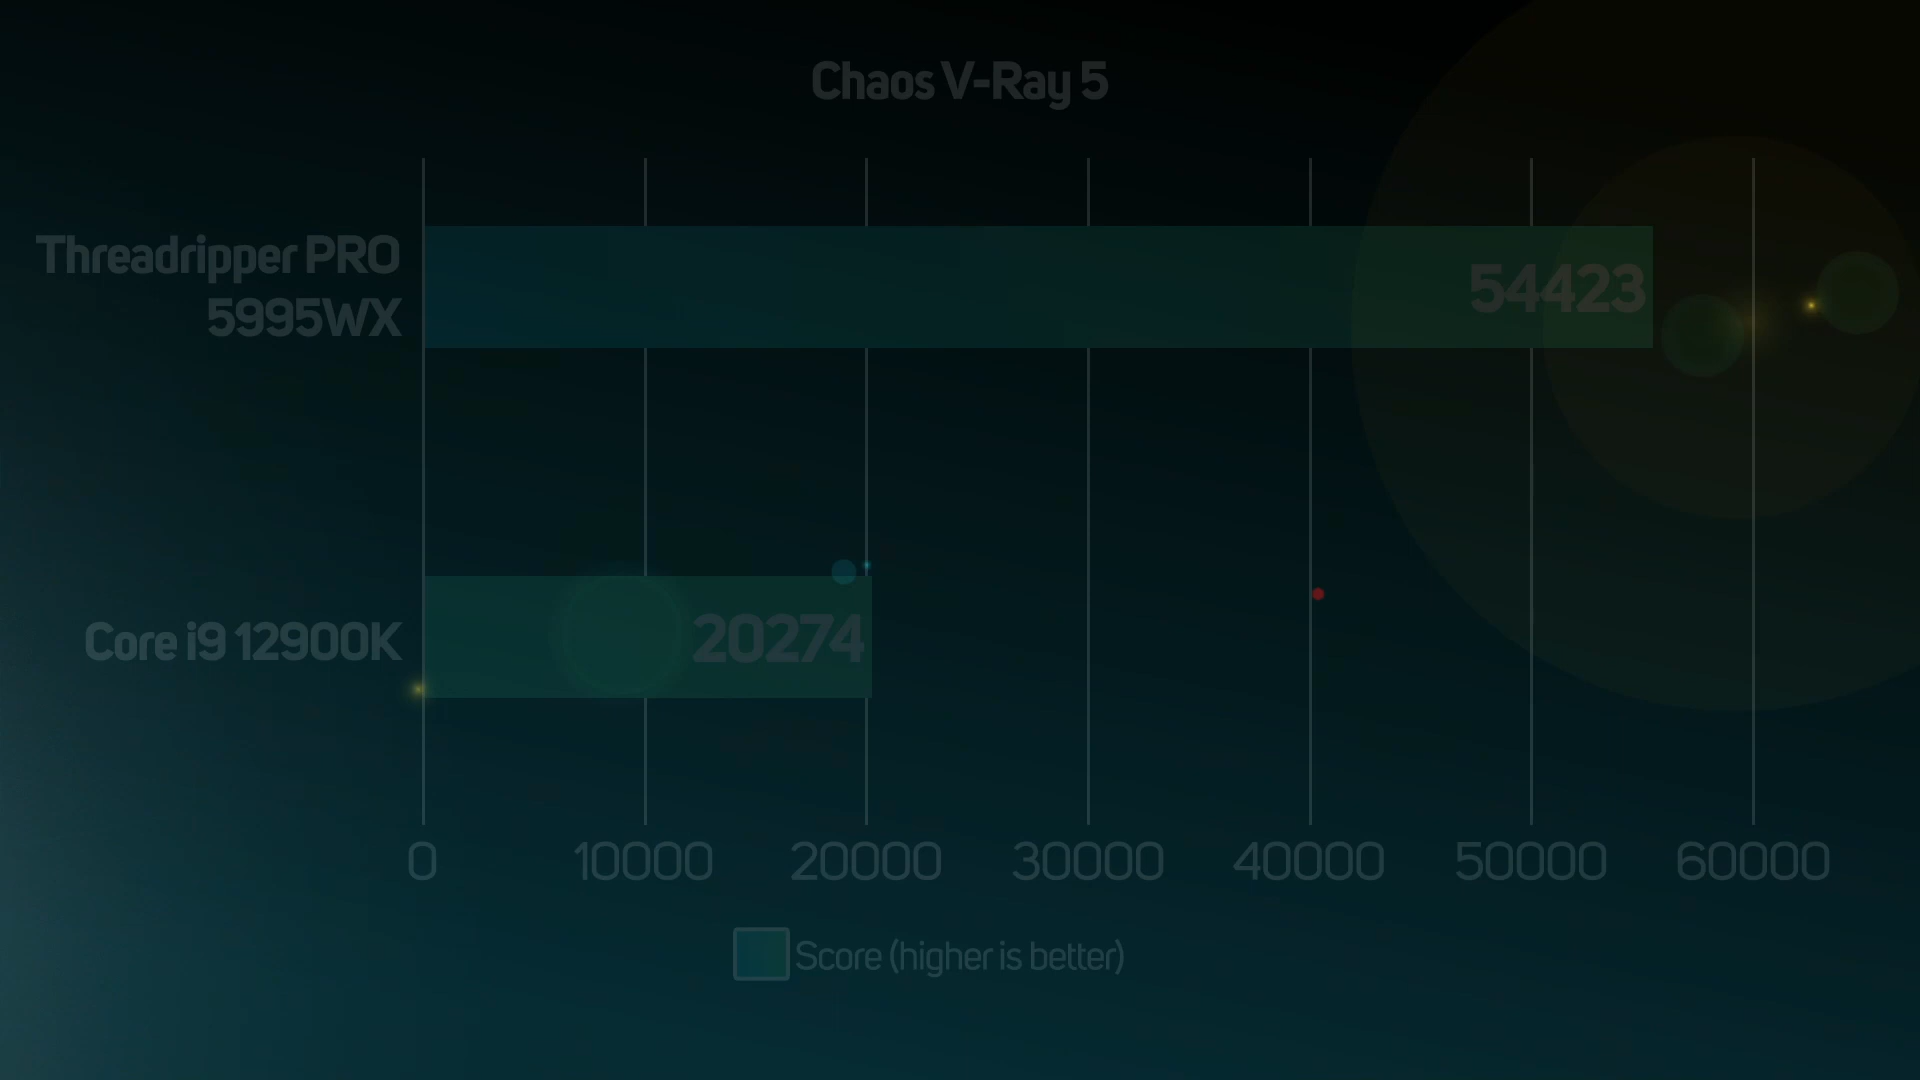 Chaos V-Ray 5
Threadripper PRO
5995WX
54423
Core i9 12900K
20274
0 10000 20000 30000 40000 50000 60000
Score (higher is better)